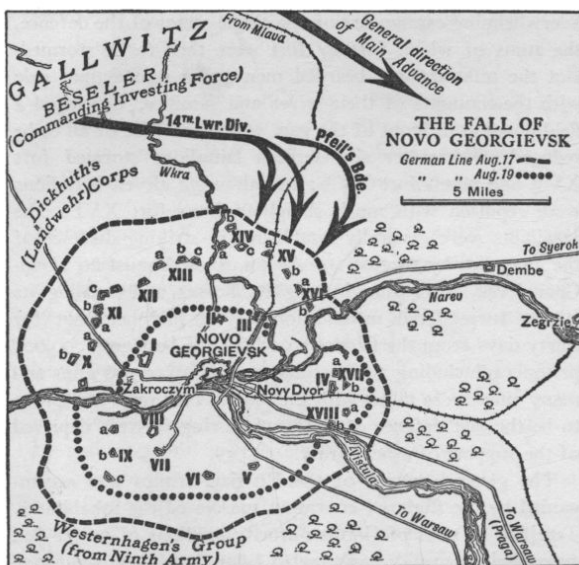 From Mlava
General direction
of Main Advance
GALLWITZ
BESELER
(Commanding Investing Force)
14TH Lwr. Div.
Pfeil's Bde.
THE FALL OF
NOVO GEORGIEVSK
German Line Aug.17
" " Aug.19
5 Miles
Dickhuth's
(Landwehr) Corps
Wkra
To Syerok
Dembe
Narev
Zegrzie
b
XIV
a
a
XV
b
a
b
XIII
a
XVI
b
c
XII
a
b
XI
a
II
III
a
X
b
NOVO
GEORGIEVSK
Zakroczym
Novy Dvor
a
XVII
b
IV
a
XVIII
b
VIII
a
b
IX
c
VII
VI
V
Vistula
To Warsaw
To Warsaw
(Praga)
Westernhagen's Group
(from Ninth Army)